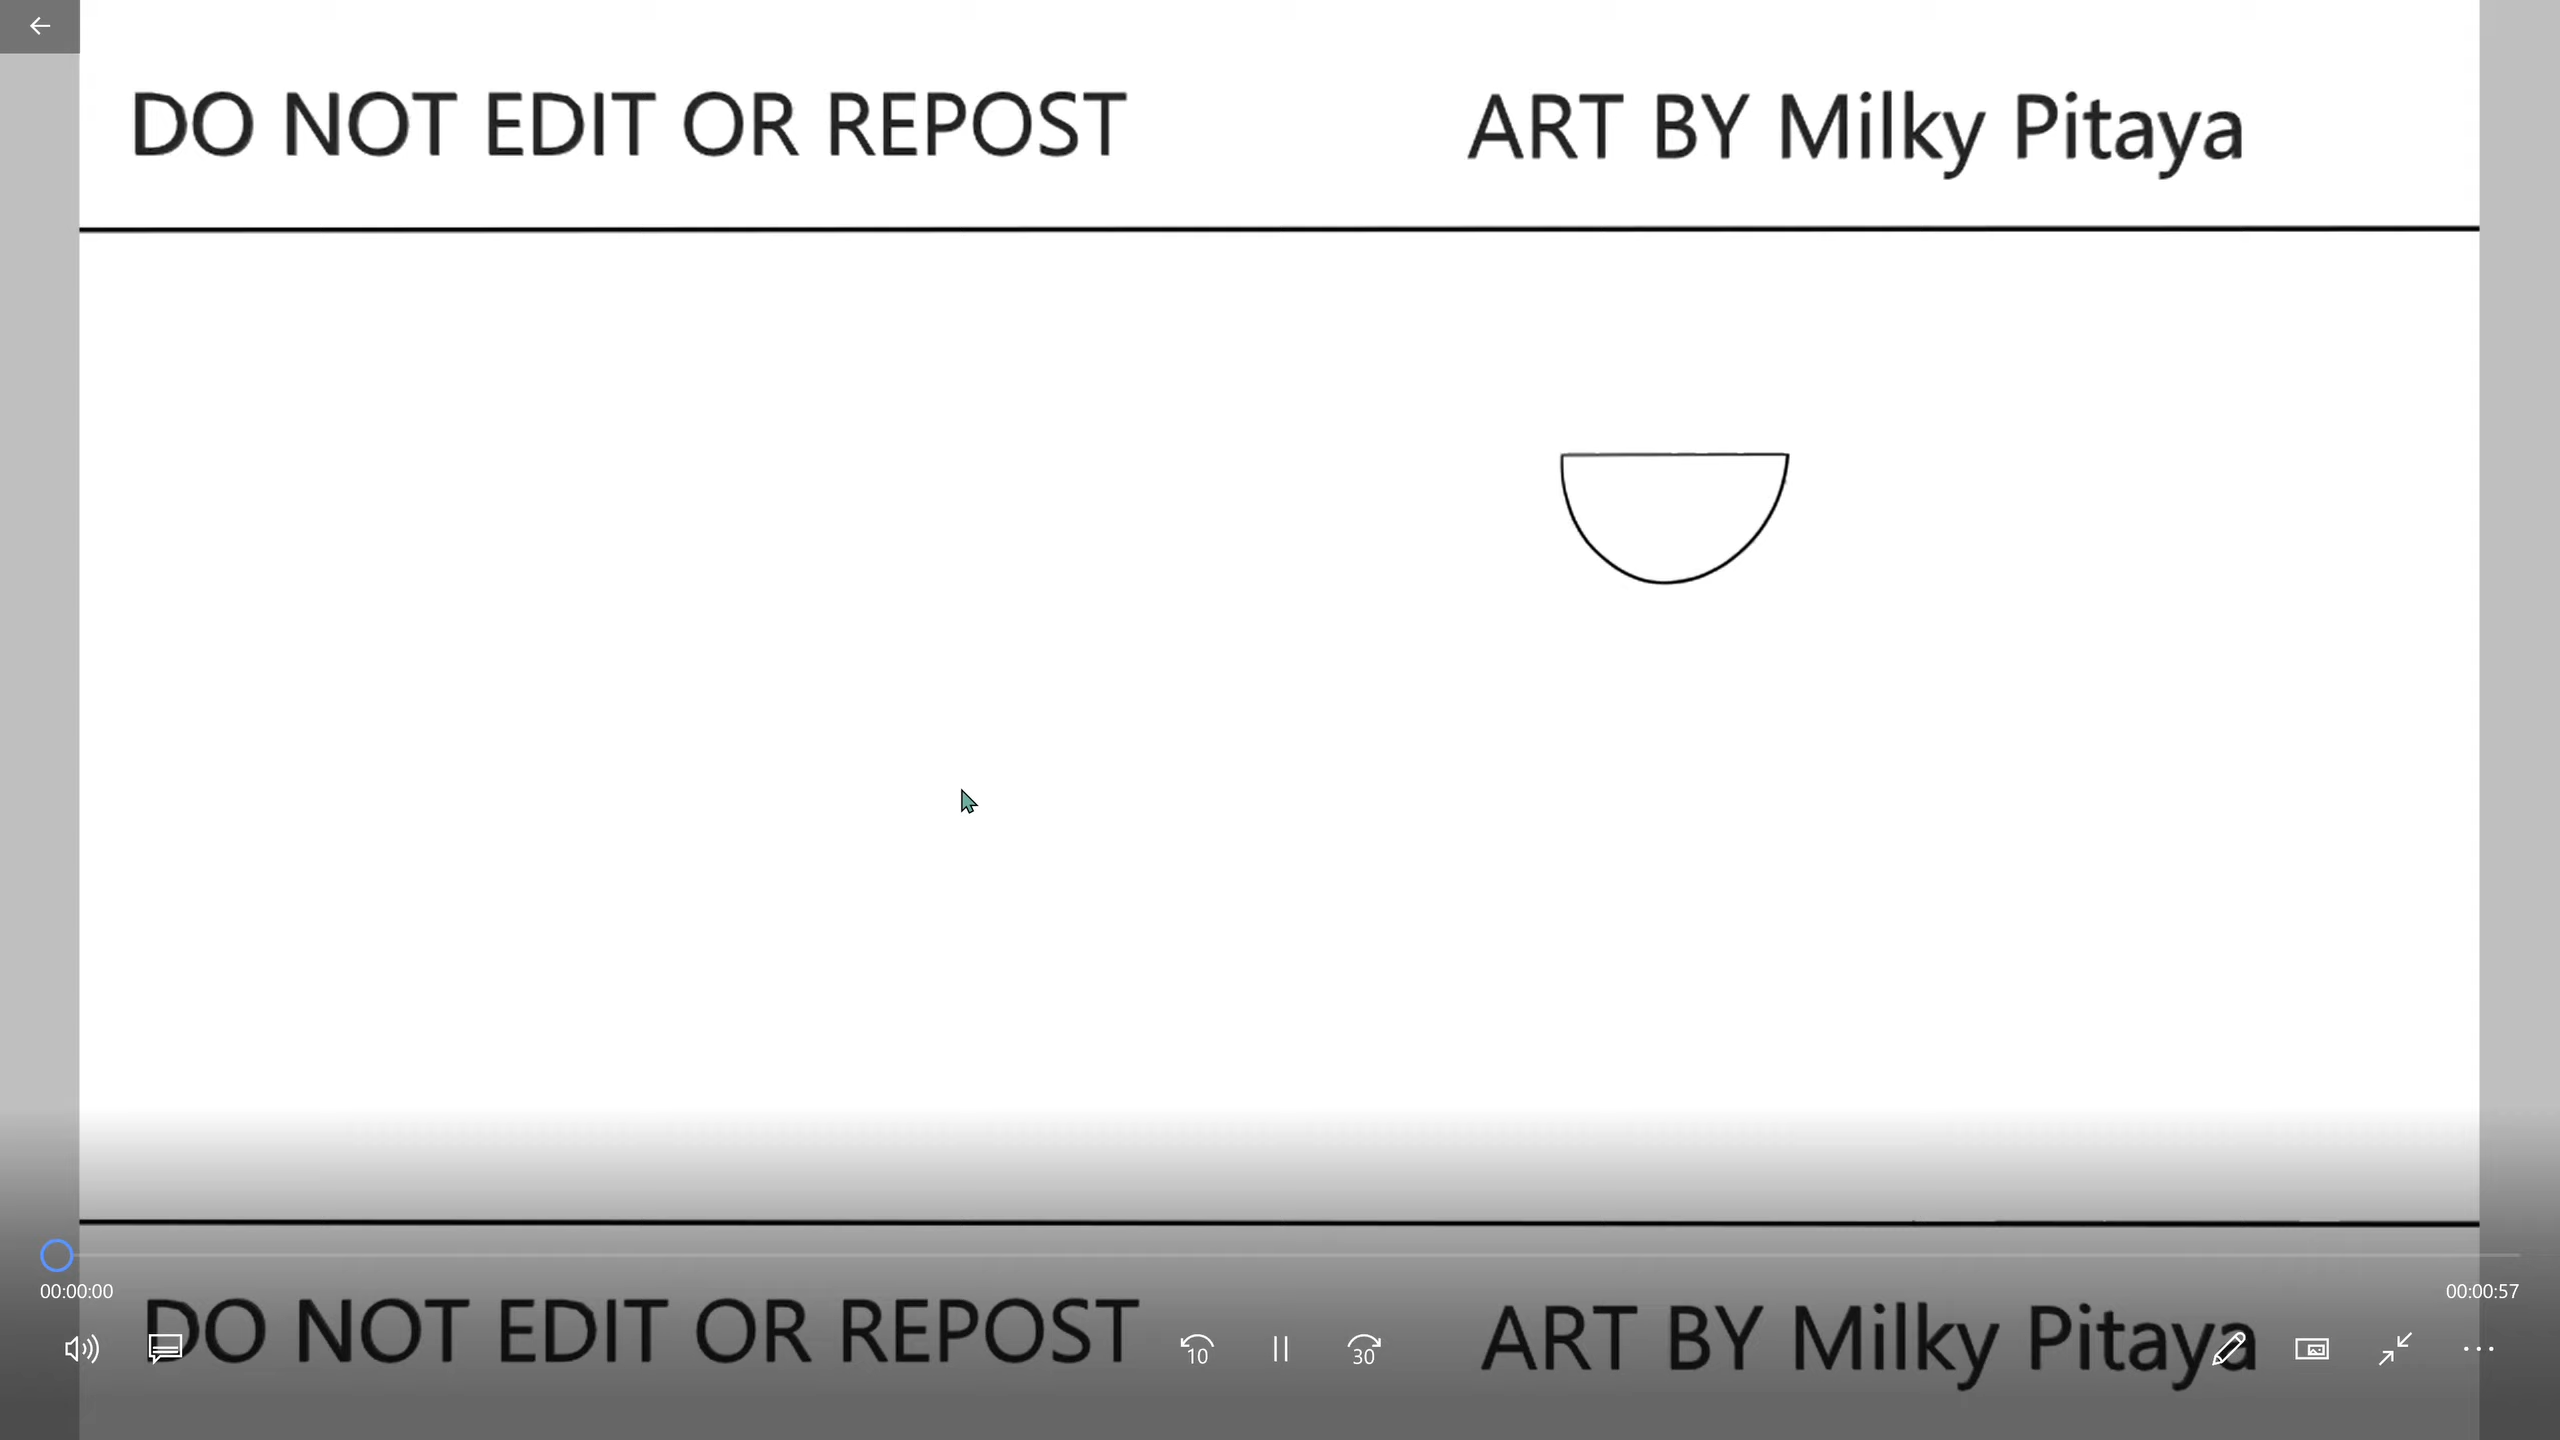 DO NOT EDIT OR REPOST ART BY Milky Pitaya
00:00:00 00:00:57
DO NOT EDIT OR REPOST ART BY Milky Pitaya
10 30